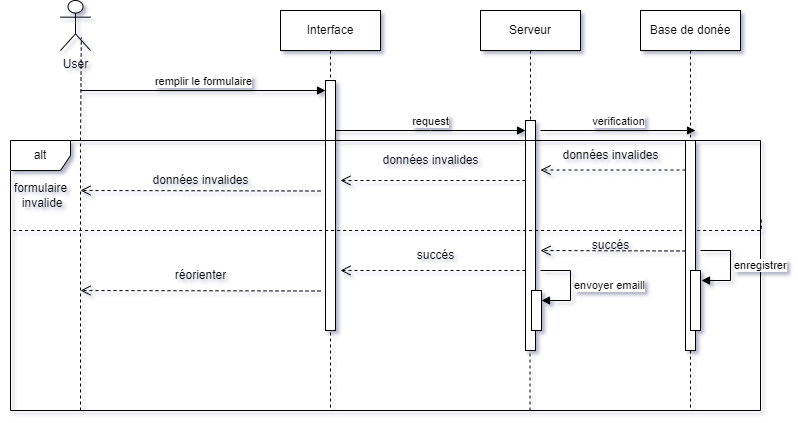 Interface
Serveur
Base de donée
User
remplir le formulaire
request
verification
alt
données invalides
données invalides
données invalides
formulaire
invalide
succés
succés
enregistrer
réorienter
envoyer emaill